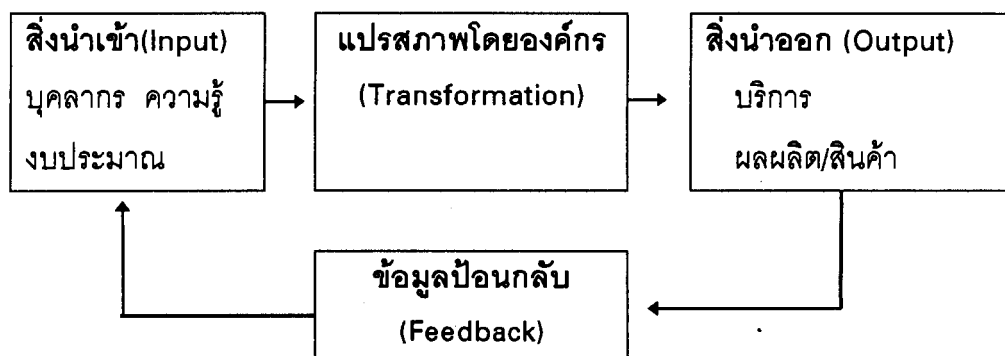 สิ่งนำเข้า(Input)
บุคลากร ความรู้
งบประมาณ
แปรสภาพโดยองค์กร
(Transformation)
สิ่งนำออก (Output)
บริการ
ผลผลิต/สินค้า
ข้อมูลป้อนกลับ
(Feedback)